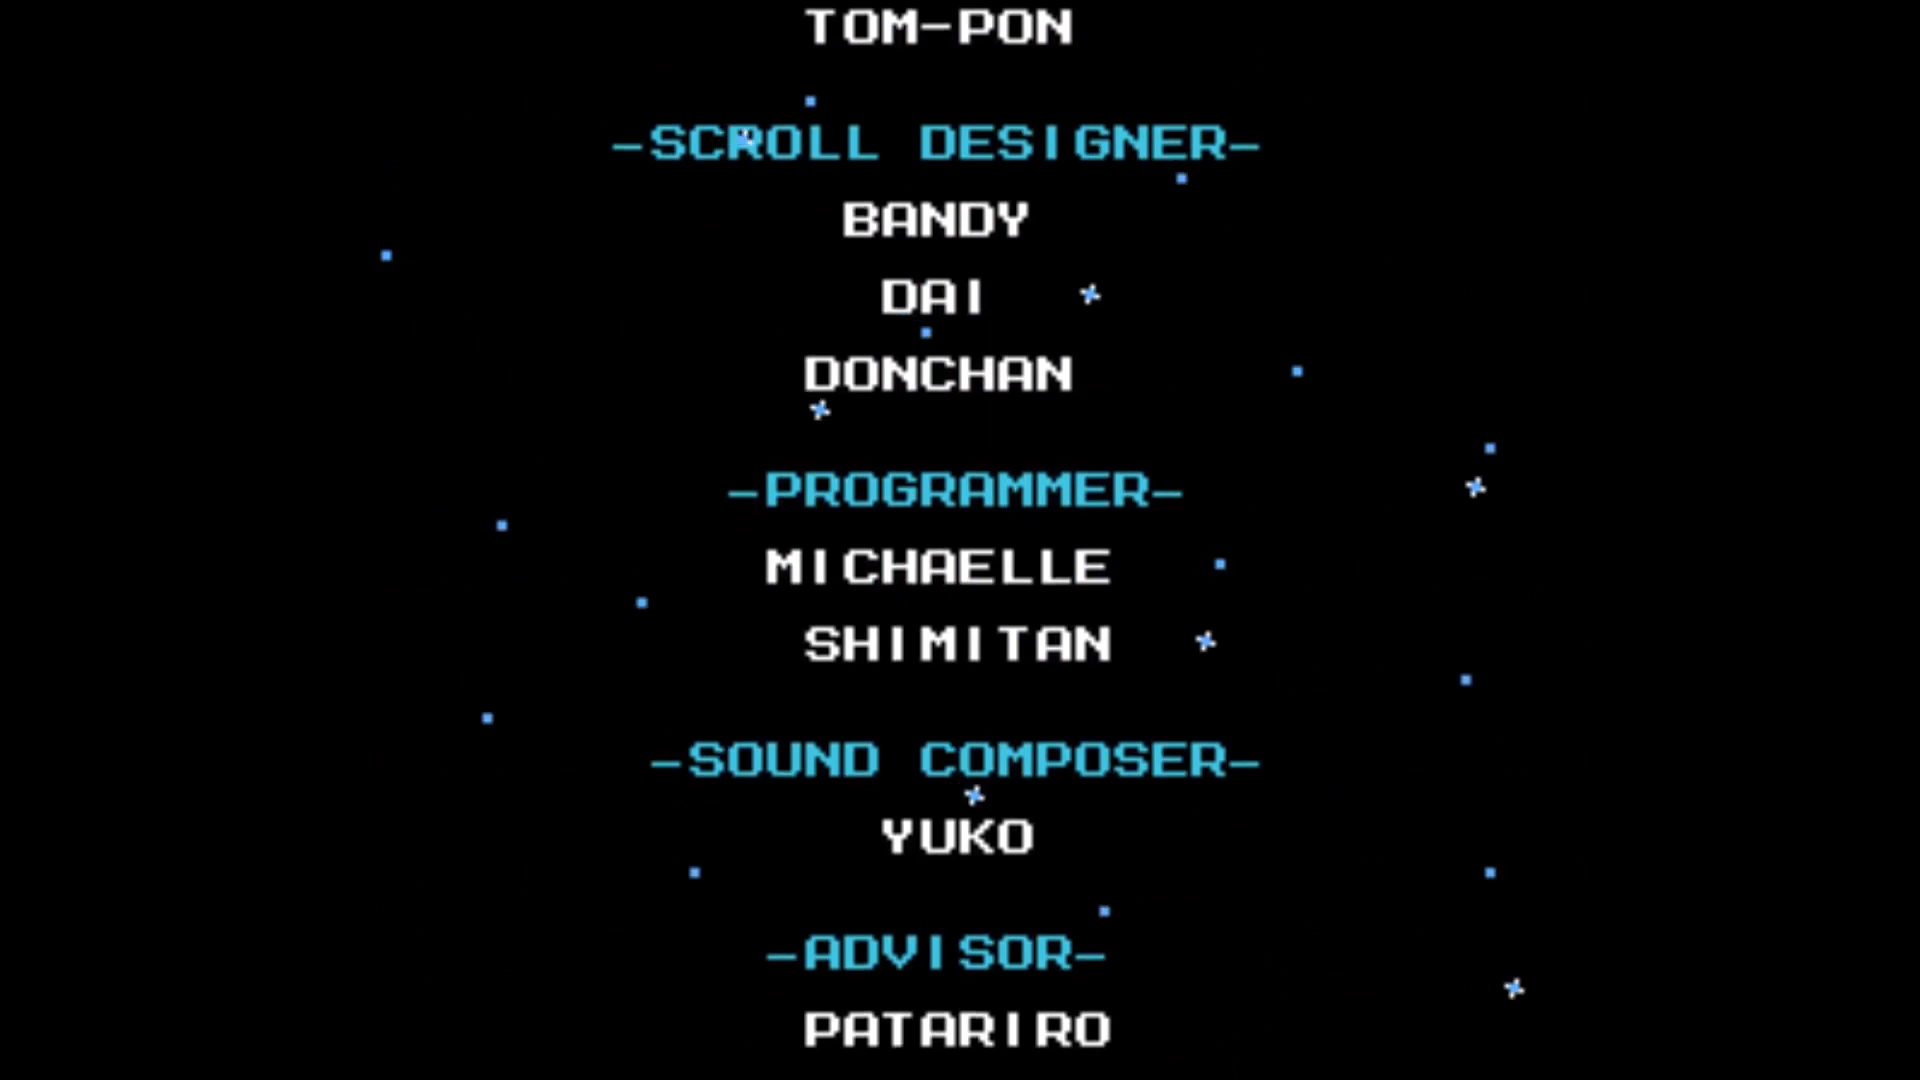 TOM-PON
-SCROLL DESIGNER-
BANDY
DAI
DONCHAN
-PROGRAMMER-
MICHAELLE
SHIMITAN
-SOUND COMPOSER-
YUKO
-ADVISOR-
PATARIRO